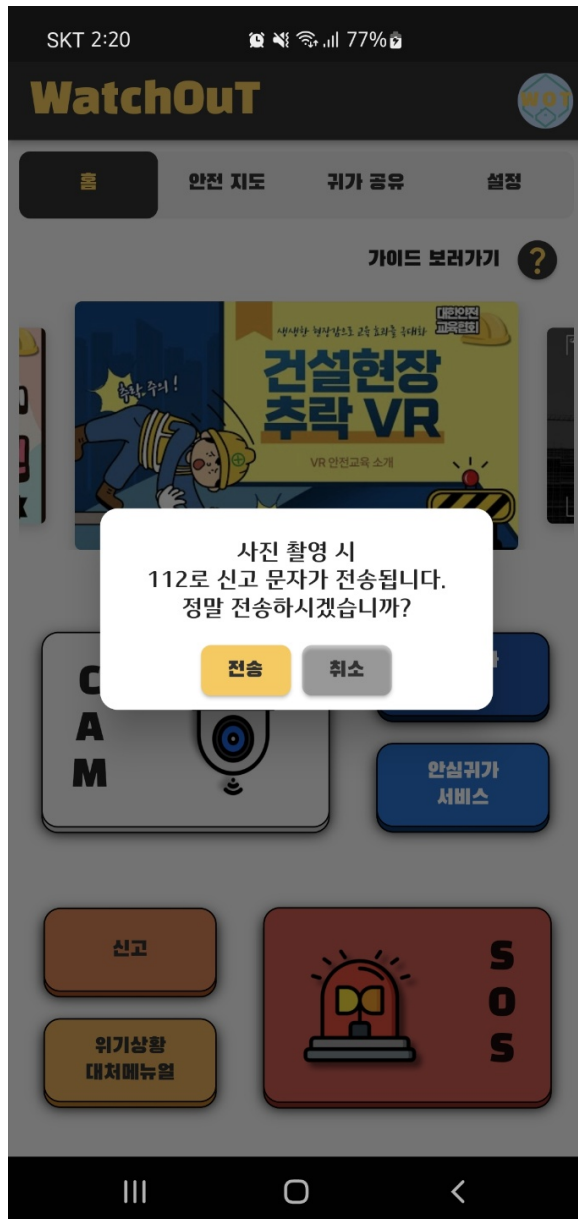 SKT 2:20
77%
WatchOuT
WOT
홈 안전 지도 귀가 공유 설정
가이드 보러가기 ?
생생한 현장감으로 교육 효과를 극대화
대한안전
교육협회
추락주의!
건설현장
추락 VR
VR 안전교육 소개
사진 촬영 시
112로 신고 문자가 전송됩니다.
정말 전송하시겠습니까?
전송 취소
CAM
안심귀가
서비스
신고
위기상황
대처메뉴얼
SOS